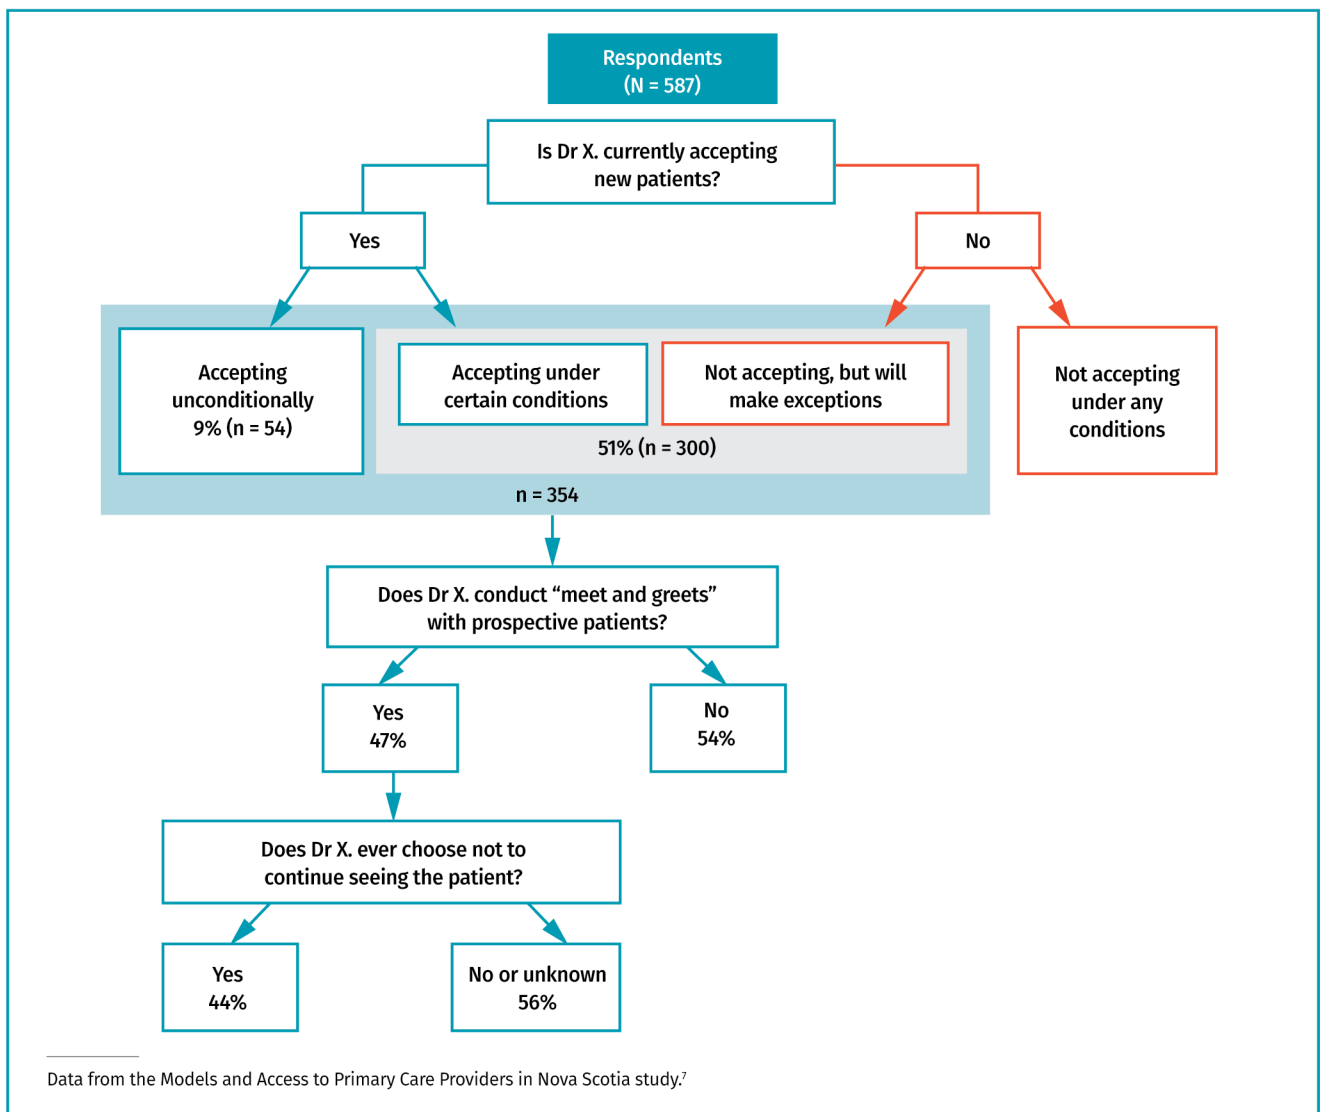 Respondents
(N = 587)
Is Dr X. currently accepting
new patients?
Yes
No
Accepting
unconditionally
9% (n = 54)
Accepting under
certain conditions
Not accepting, but will
make exceptions
51% (n = 300)
n = 354
Not accepting
under any
conditions
Does Dr X. conduct “meet and greets”
with prospective patients?
Yes
47%
No
54%
Does Dr X. ever choose not to
continue seeing the patient?
Yes
44%
No or unknown
56%
Data from the Models and Access to Primary Care Providers in Nova Scotia study.⁷